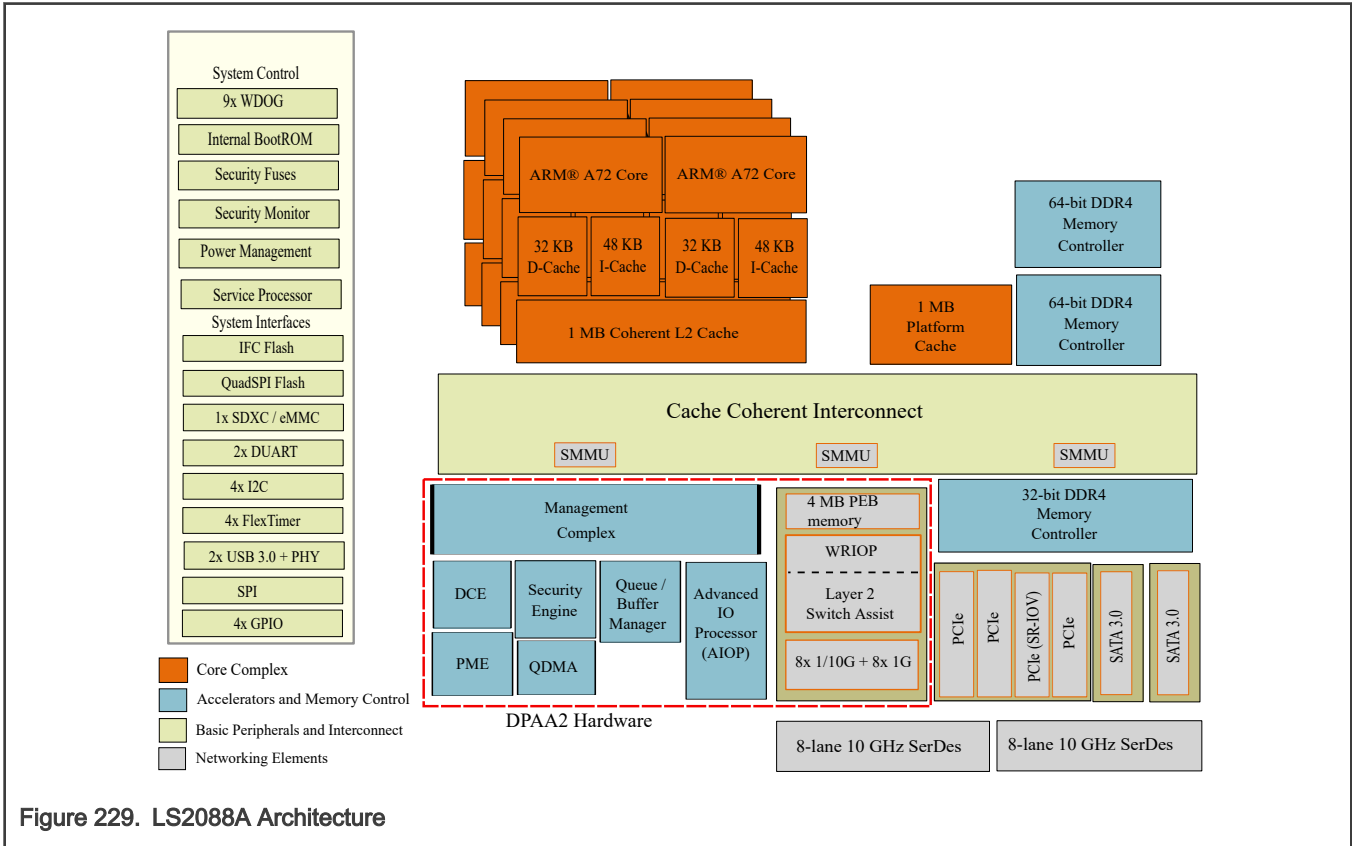 System Control
9x WDOG
Internal BootROM
Security Fuses
Security Monitor
Power Management
Service Processor
System Interfaces
IFC Flash
QuadSPI Flash
1x SDXC / eMMC
2x DUART
4x I2C
4x FlexTimer
2x USB 3.0 + PHY
SPI
4x GPIO
ARM® A72 Core
ARM® A72 Core
32 KB
D-Cache
48 KB
I-Cache
32 KB
D-Cache
48 KB
I-Cache
1 MB Coherent L2 Cache
64-bit DDR4
Memory
Controller
1 MB
Platform
Cache
64-bit DDR4
Memory
Controller
Cache Coherent Interconnect
SMMU
SMMU
SMMU
Management
Complex
DCE
Security
Engine
Queue /
Buffer
Manager
Advanced
IO
Processor
(AIOP)
PME
QDMA
4 MB PEB
memory
WRIOP
Layer 2
Switch Assist
8x 1/10G + 8x 1G
32-bit DDR4
Memory
Controller
PCIe
PCIe
PCIe (SR-IOV)
PCIe
SATA 3.0
SATA 3.0
DPAA2 Hardware
8-lane 10 GHz SerDes
8-lane 10 GHz SerDes
Core Complex
Accelerators and Memory Control
Basic Peripherals and Interconnect
Networking Elements
Figure 229. LS2088A Architecture